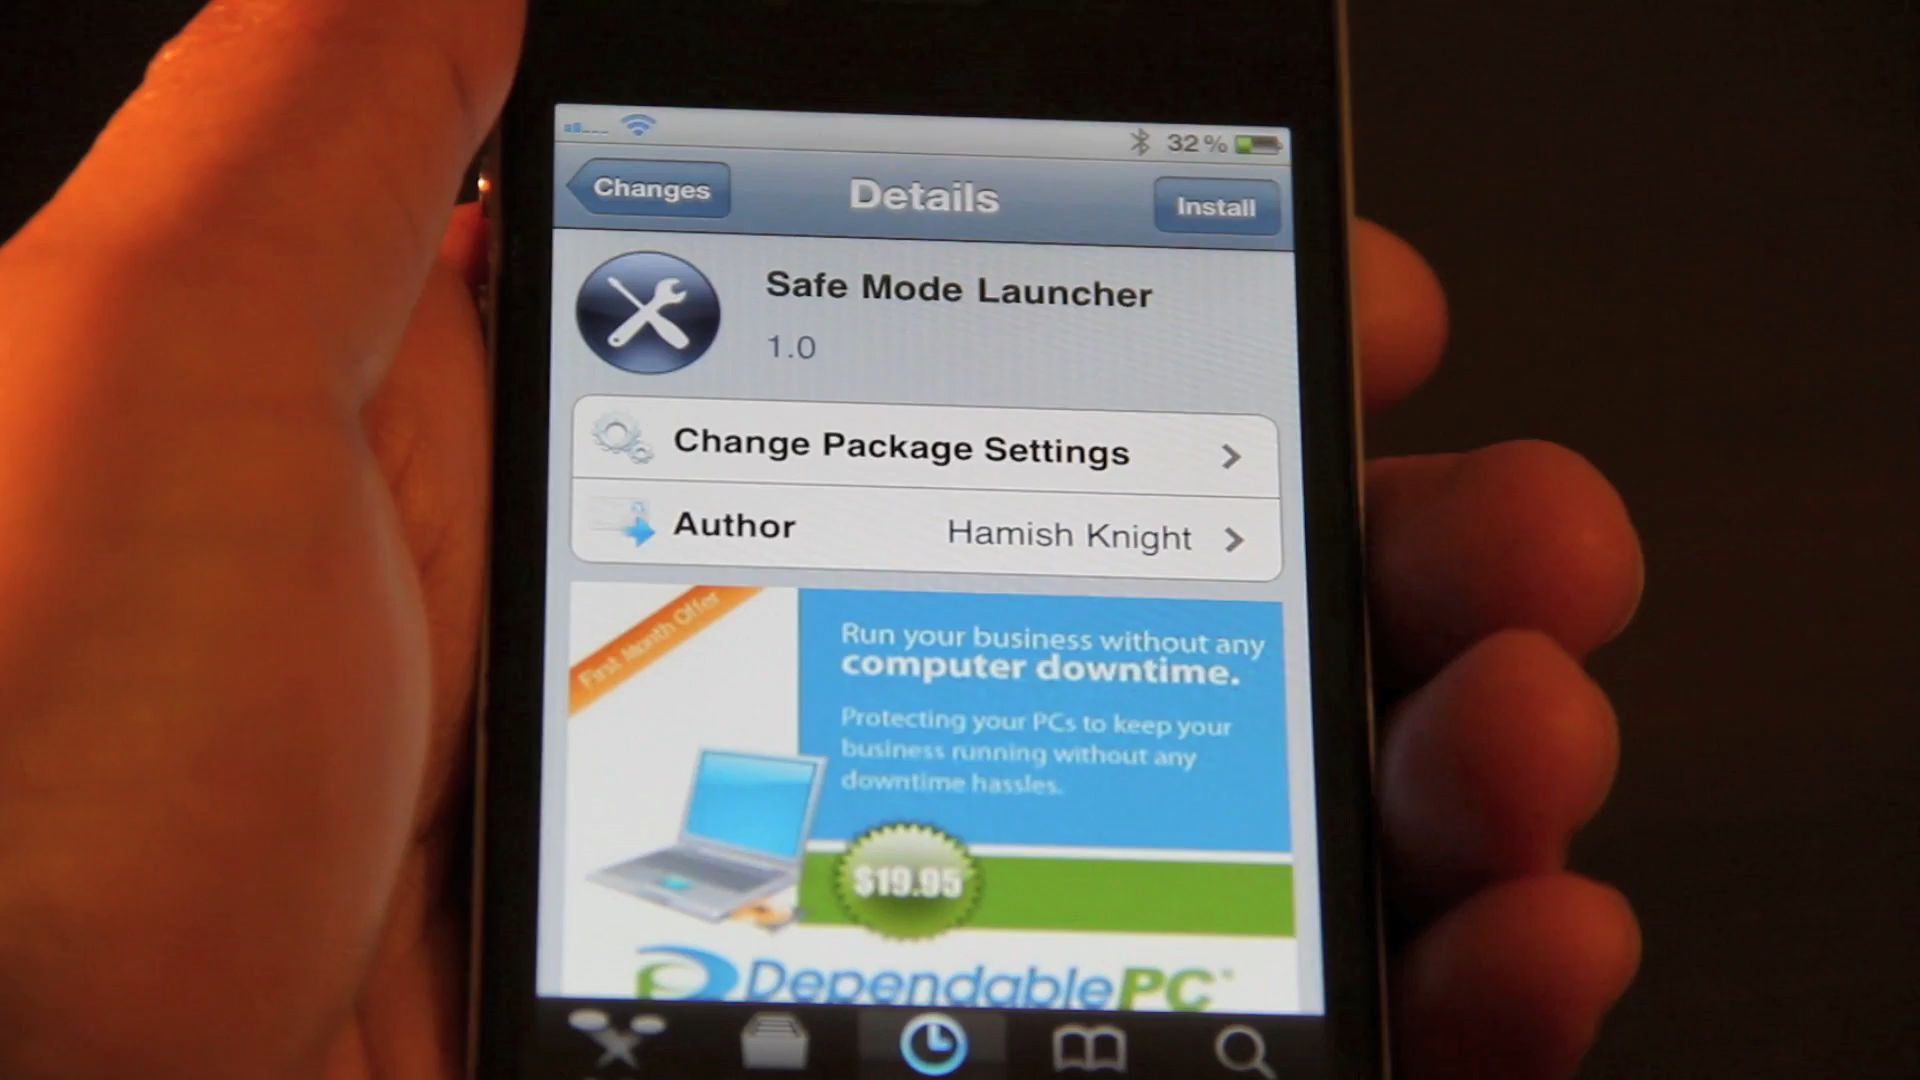 32%
Changes
Details
Install
Safe Mode Launcher
1.0
Change Package Settings
Author
Hamish Knight
First Month Offer
Run your business without any
computer downtime.
Protecting your PCs to keep your
business running without any
downtime hassles.
$19.95
DependablePC